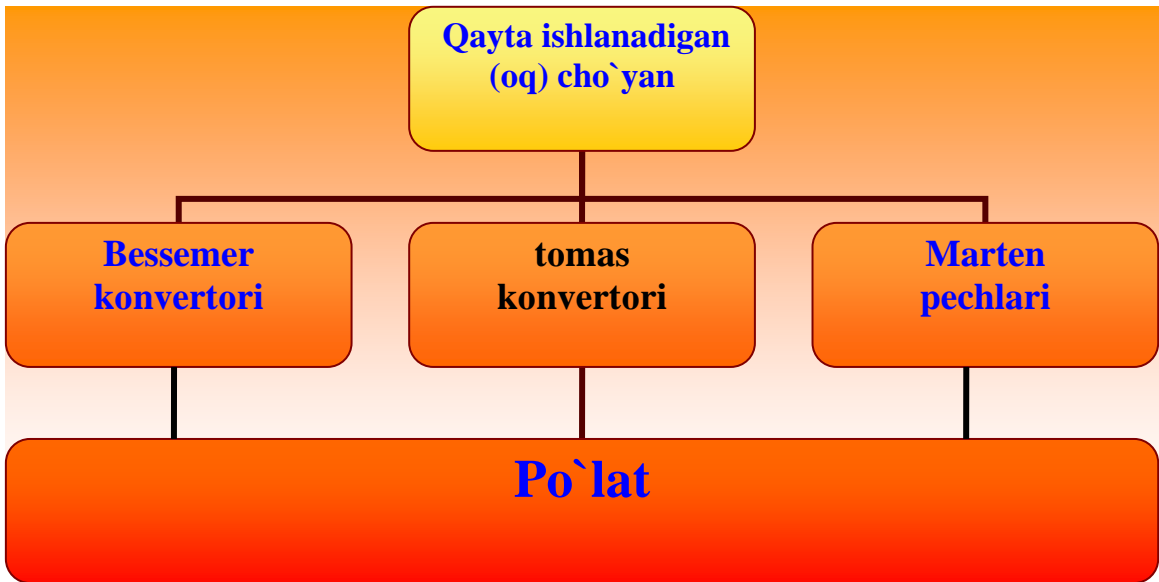 Qayta ishlanadigan
(oq) cho`yan
Bessemer
konvertori
tomas
konvertori
Marten
pechlari
Po`lat